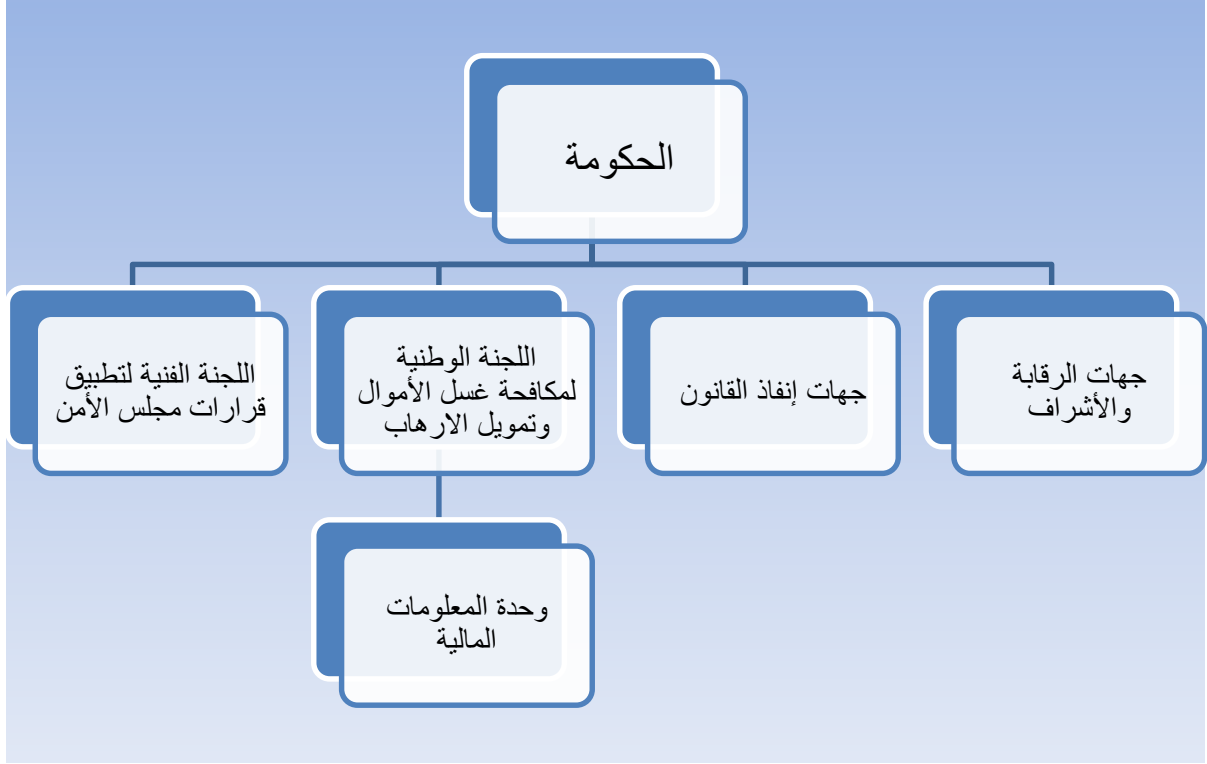 الحكومة
جهات الرقابة
والأشراف
جهات إنفاذ القانون
اللجنة الوطنية
لمكافحة غسل الأموال
وتمويل الارهاب
اللجنة الفنية لتطبيق
قرارات مجلس الأمن
وحدة المعلومات
المالية